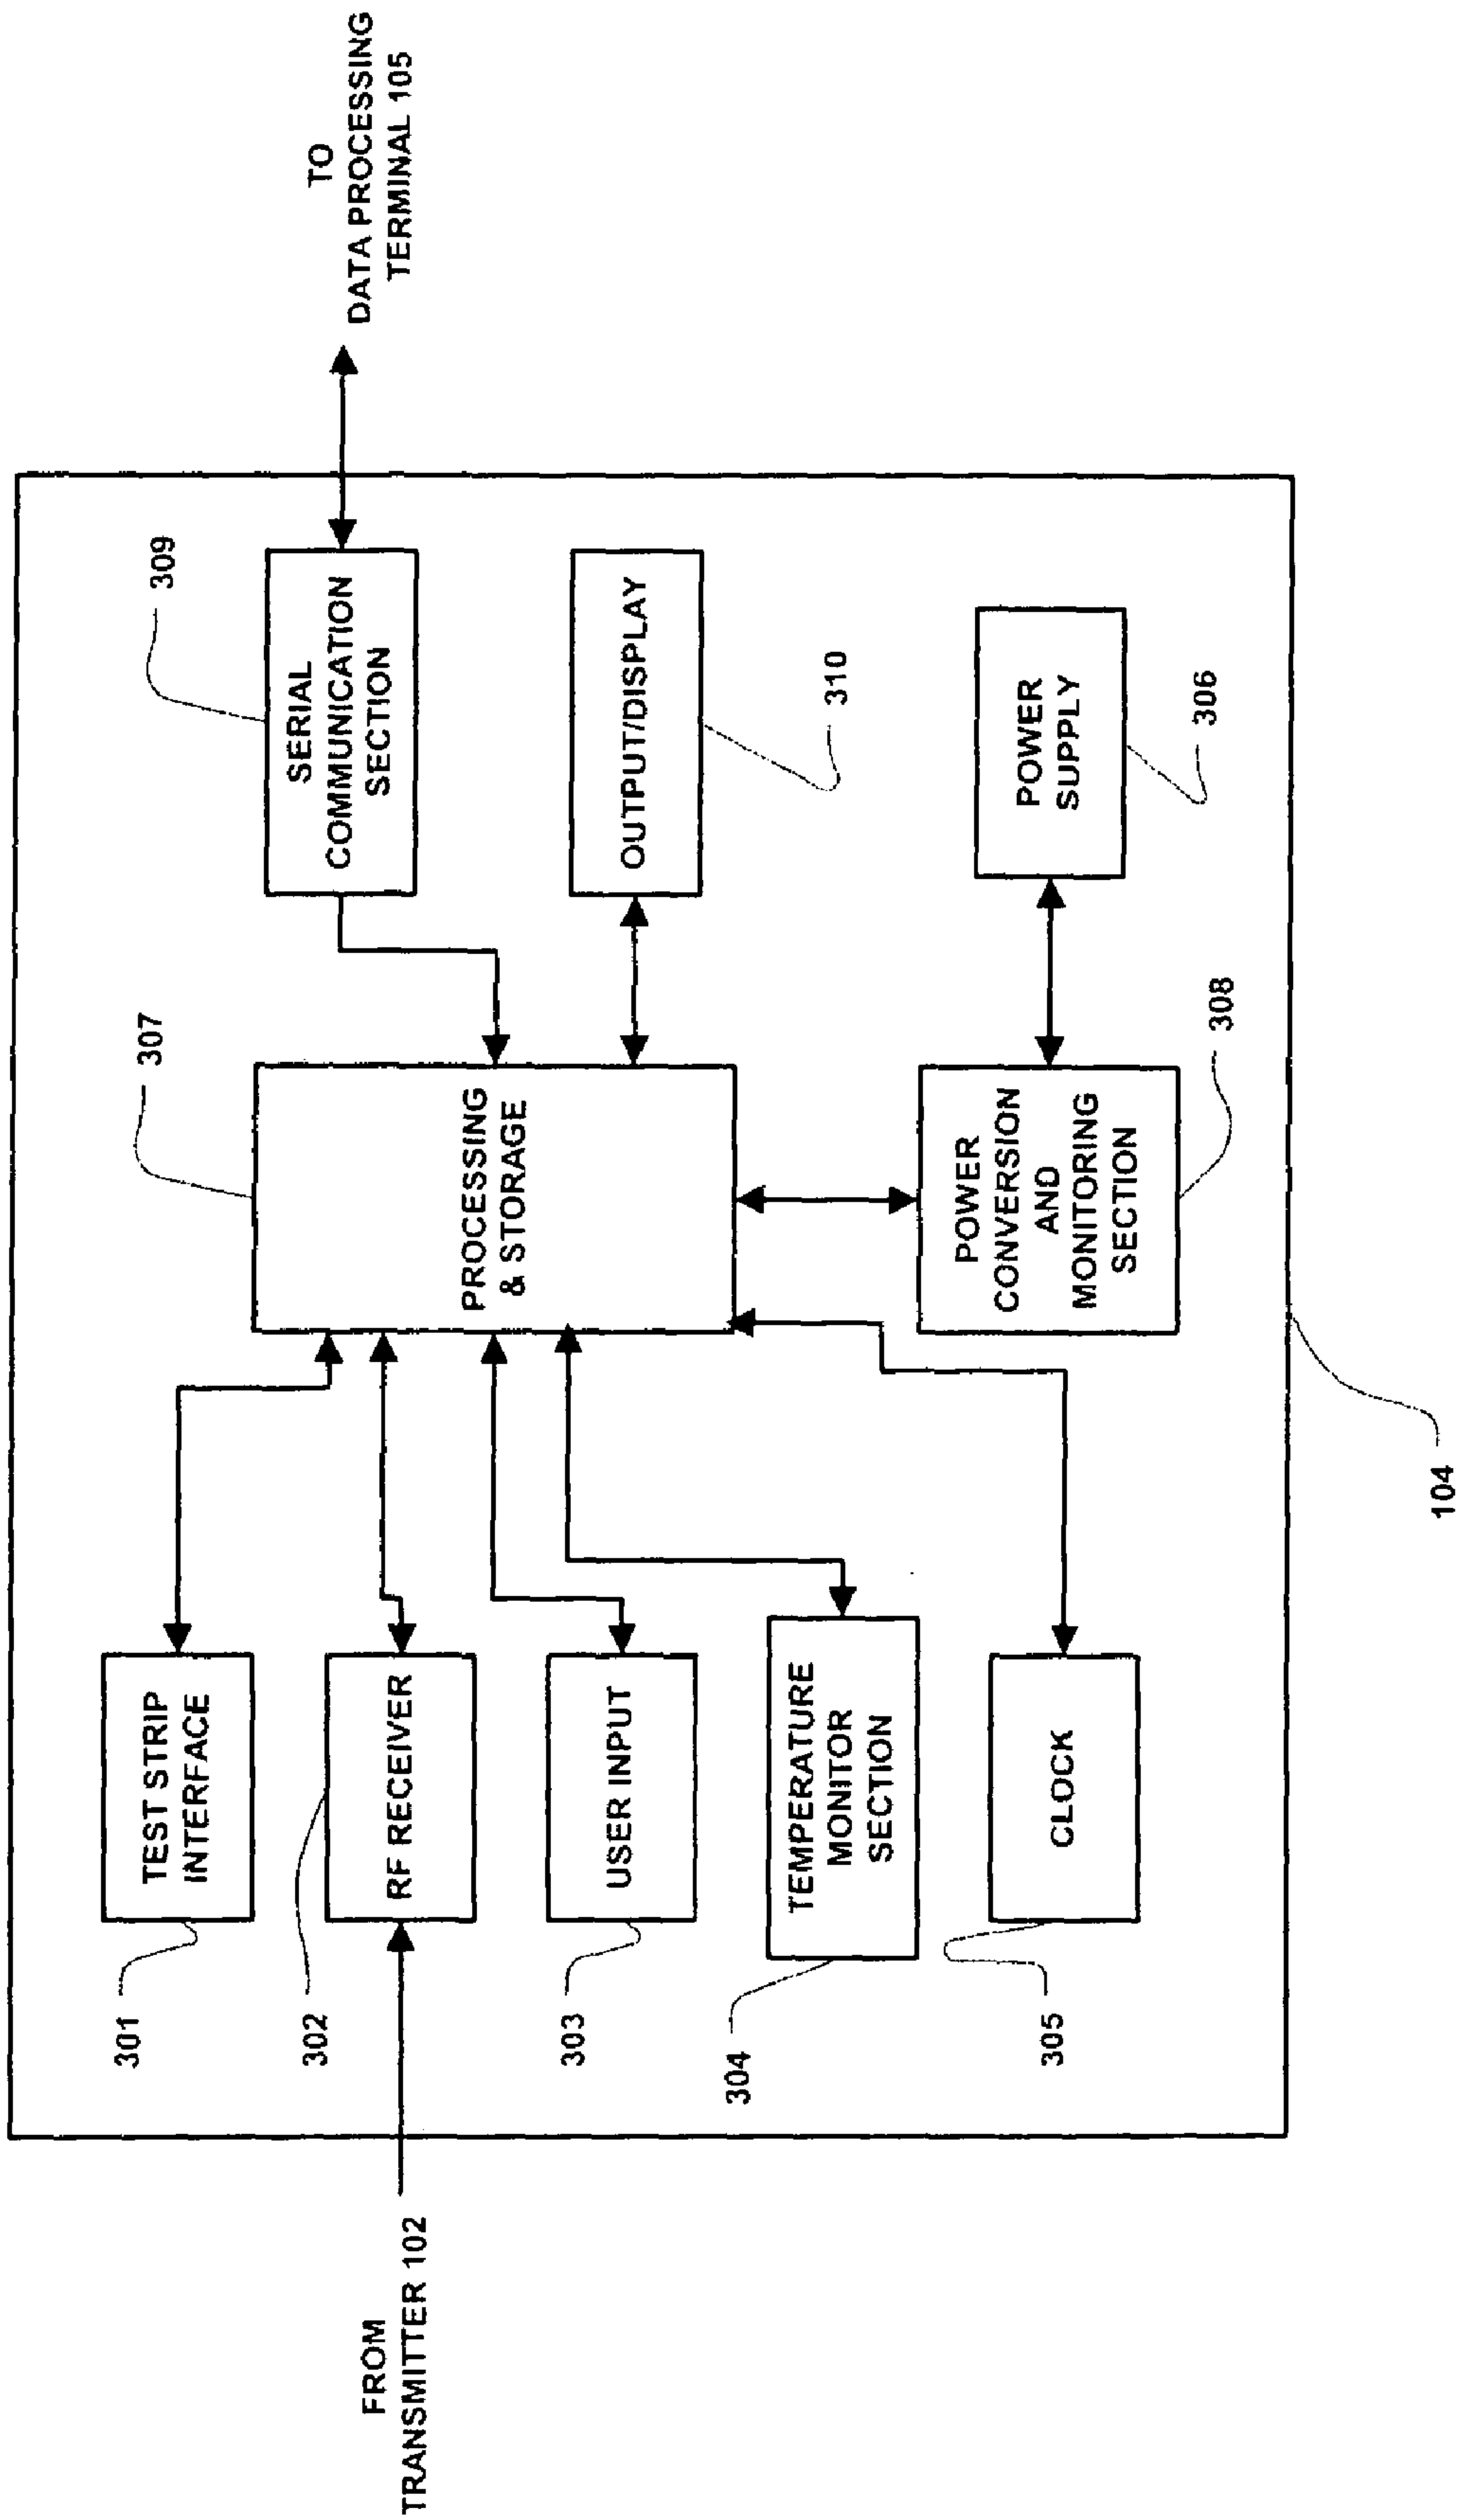 301
TEST STRIP
INTERFACE
FROM
TRANSMITTER 102
302
RF RECEIVER
303
USER INPUT
304
TEMPERATURE
MONITOR
SECTION
305
CLOCK
307
PROCESSING
& STORAGE
308
POWER
CONVERSION
AND
MONITORING
SECTION
309
SERIAL
COMMUNICATION
SECTION
310
OUTPUT/DISPLAY
306
POWER
SUPPLY
TO
DATA PROCESSING
TERMINAL 105
104